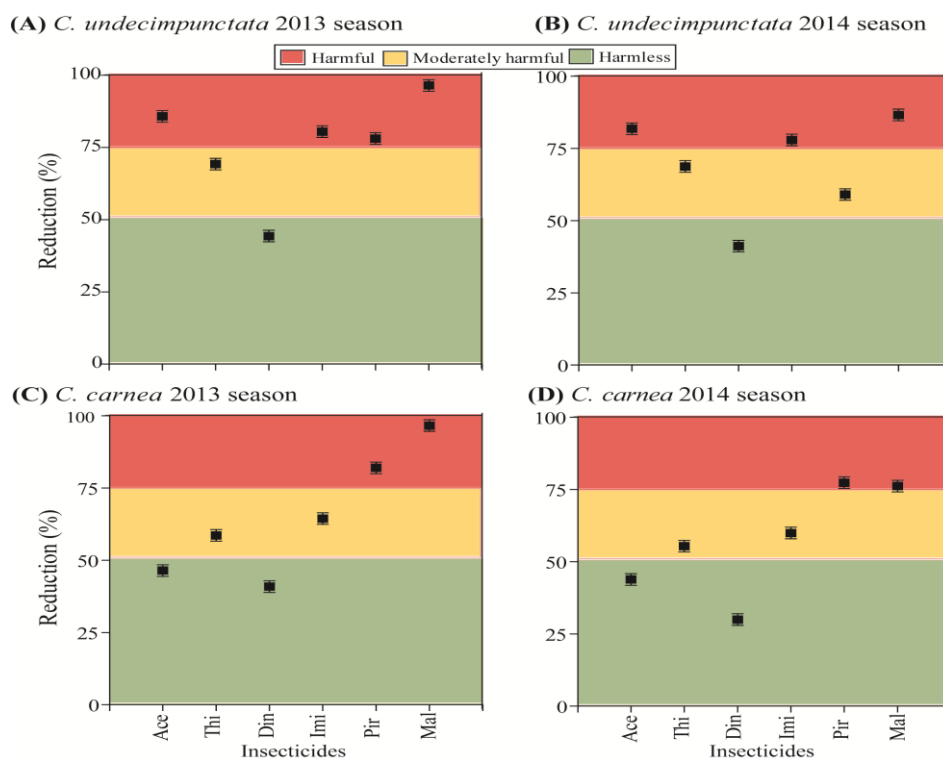 (A) C. undecimpunctata 2013 season
(B) C. undecimpunctata 2014 season
Harmful Moderately harmful Harmless
100
75
50
25
0
Reduction (%)
100
75
50
25
0
(C) C. carnea 2013 season
(D) C. carnea 2014 season
100
75
50
25
0
Reduction (%)
Ace Thi Din Imi Pir Mal
Insecticides
100
75
50
25
0
Ace Thi Din Imi Pir Mal
Insecticides